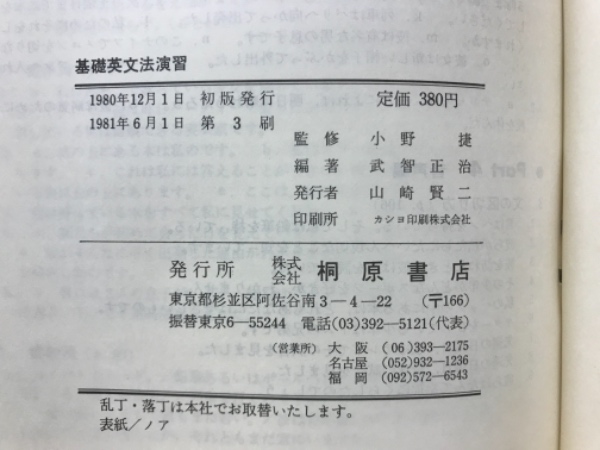 基礎英文法演習
1980年12月1日 初版発行 定価 380円
1981年6月1日 第3刷
監修 小野 捷
編著 武智正治
発行者 山崎賢二
印刷所 カシヨ印刷株式会社
発行所 株式会社 桐原書店
東京都杉並区阿佐谷南3―4―22 (〒166)
振替東京6―55244 電話(03)392―5121(代表)
(営業所) 大阪 (06)393―2175
名古屋 (052)932―1236
福岡 (092)572―6543
乱丁・落丁は本社でお取替いたします。
表紙/ノア